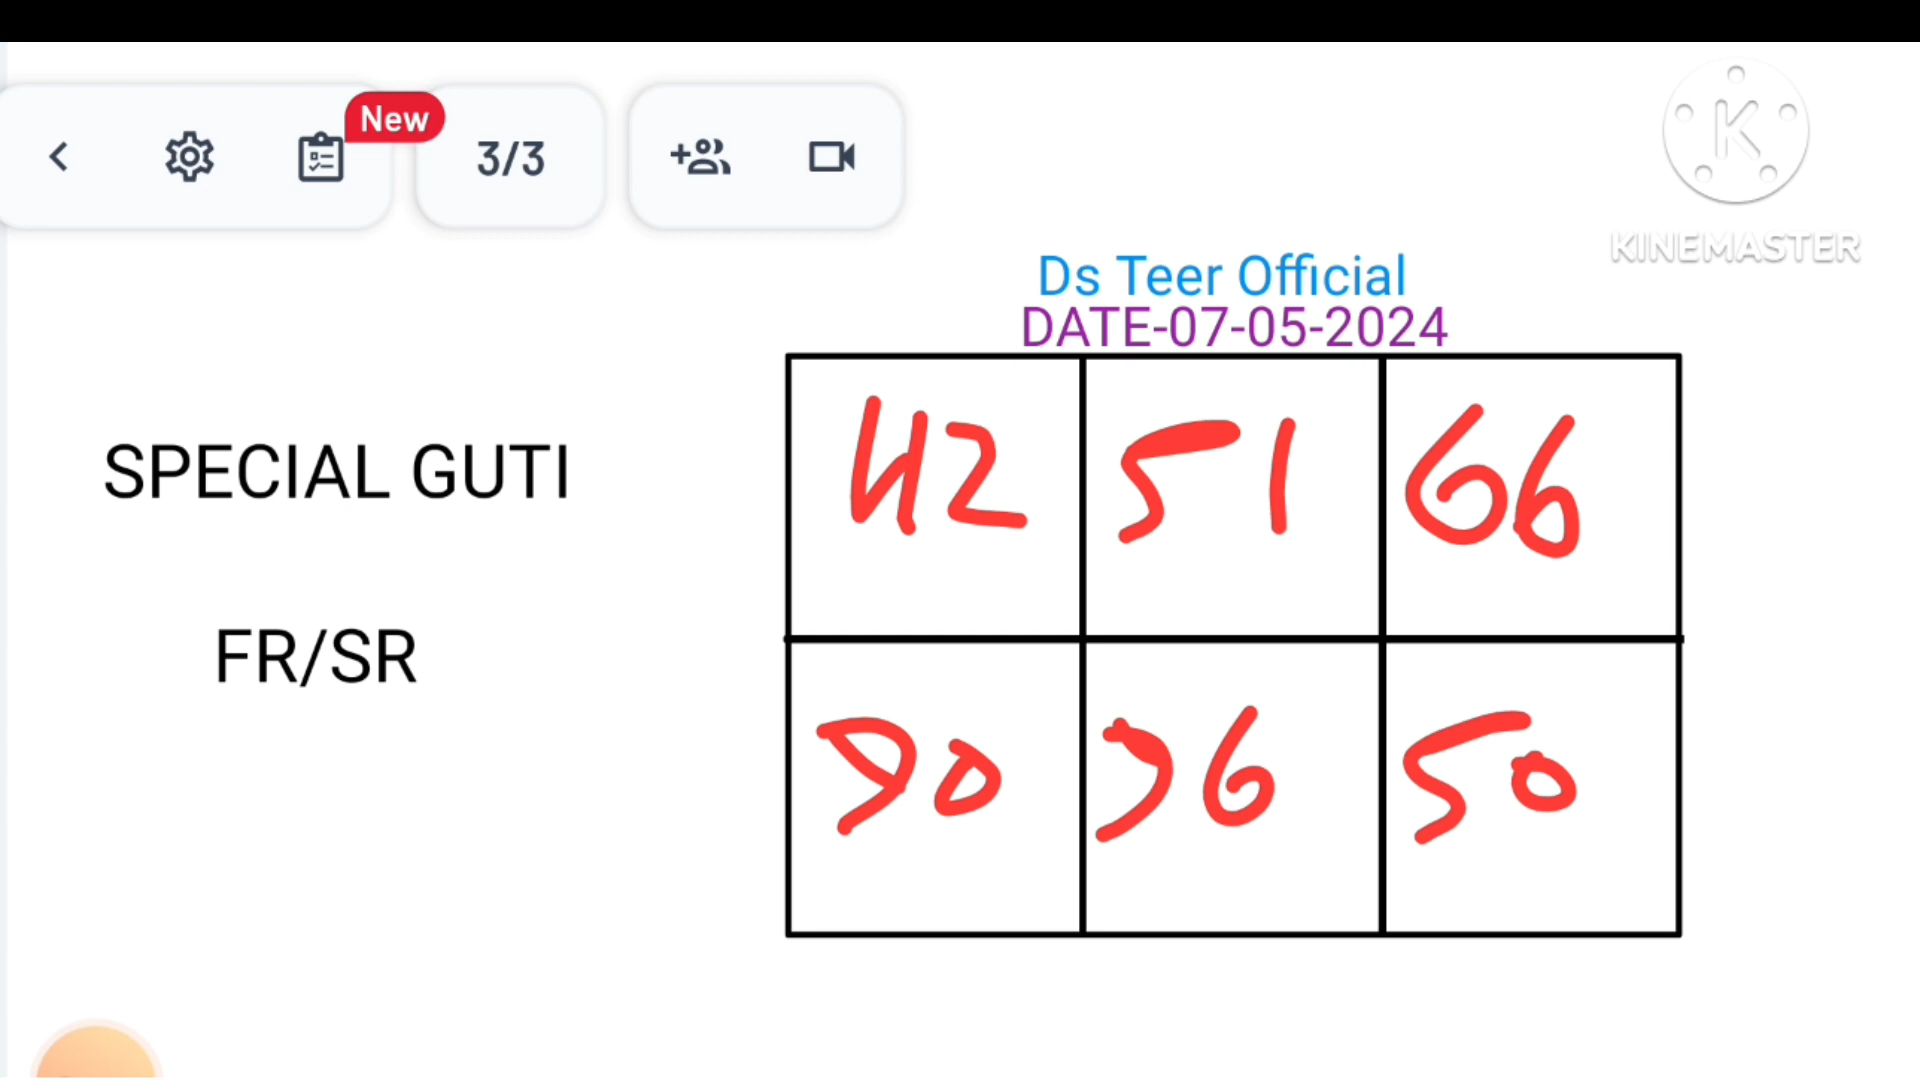 New
3/3
K
KINEMASTER
Ds Teer Official
DATE-07-05-2024
SPECIAL GUTI
42 51 66
FR/SR
50